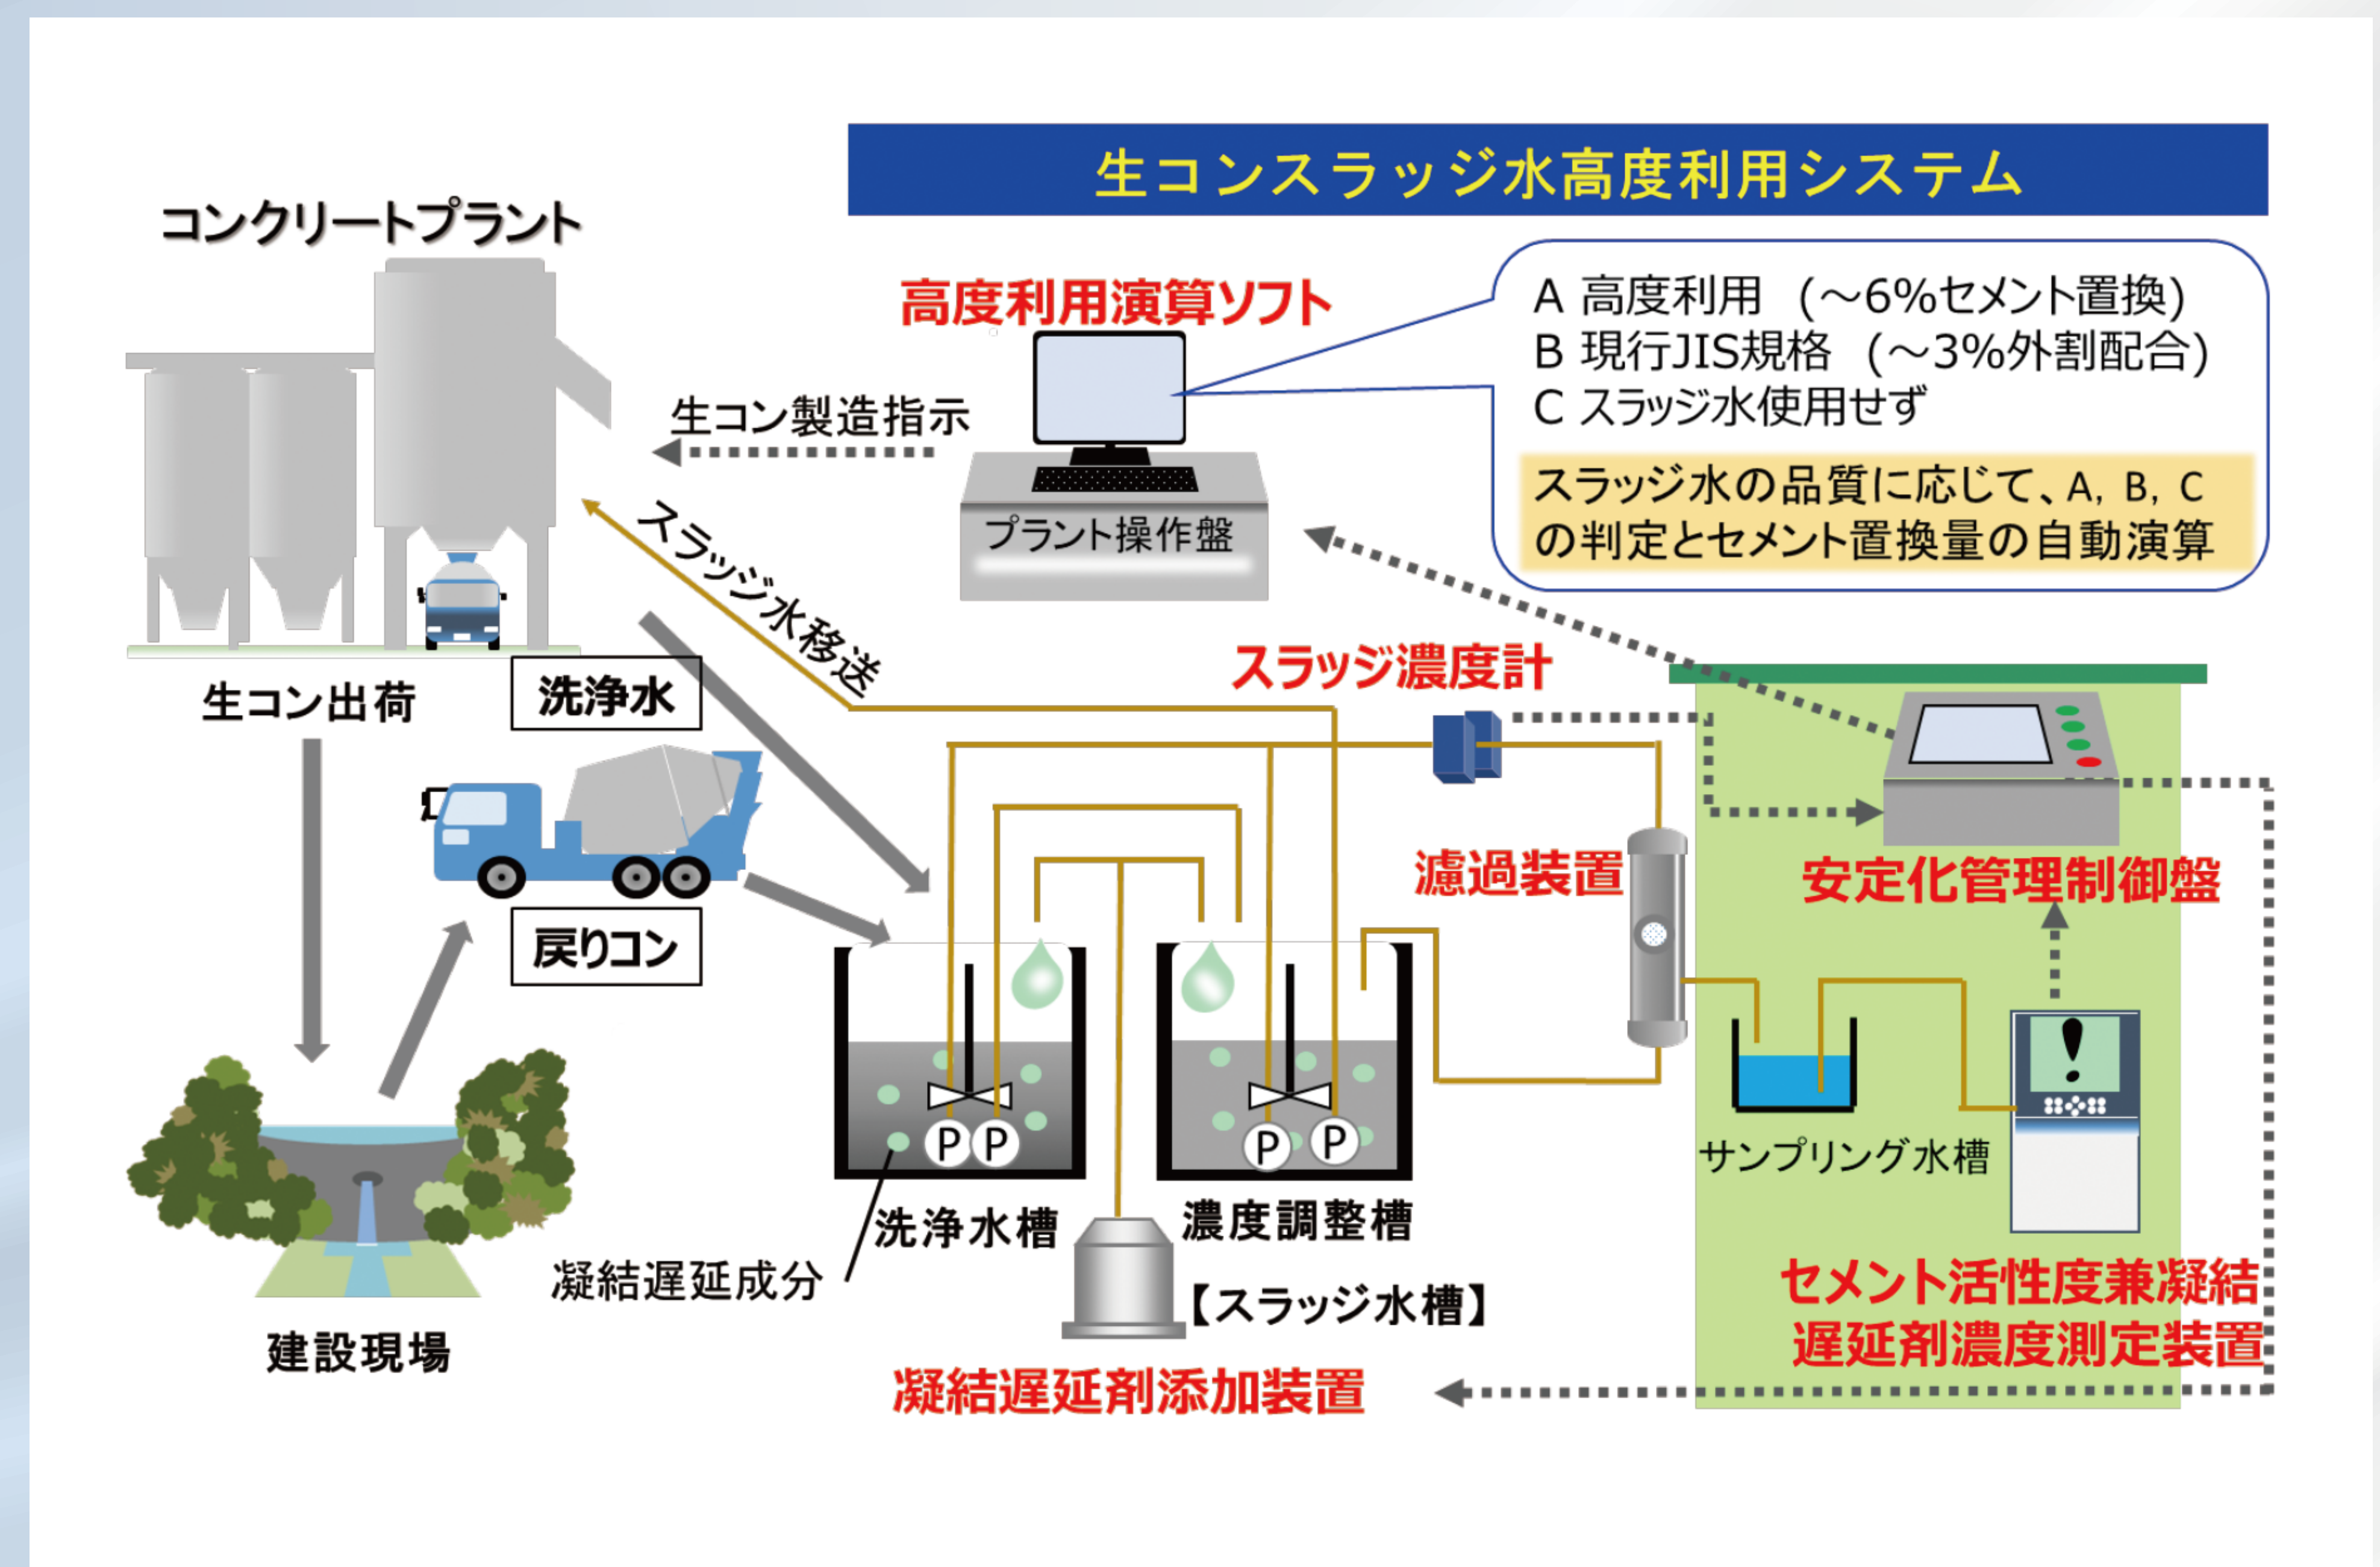 生コンスラッジ水高度利用システム
コンクリートプラント
高度利用演算ソフト
A 高度利用 (～6%セメント置換)
B 現行JIS規格 (～3%外割配合)
C スラッジ水使用せず
スラッジ水の品質に応じて、A, B, C
の判定とセメント置換量の自動演算
生コン製造指示
プラント操作盤
スラッジ水移送
スラッジ濃度計
生コン出荷
洗浄水
濾過装置
安定化管理制御盤
戻りコン
P P
P P
サンプリング水槽
洗浄水槽
濃度調整槽
凝結遅延成分
【スラッジ水槽】
セメント活性度兼凝結
遅延剤濃度測定装置
建設現場
凝結遅延剤添加装置